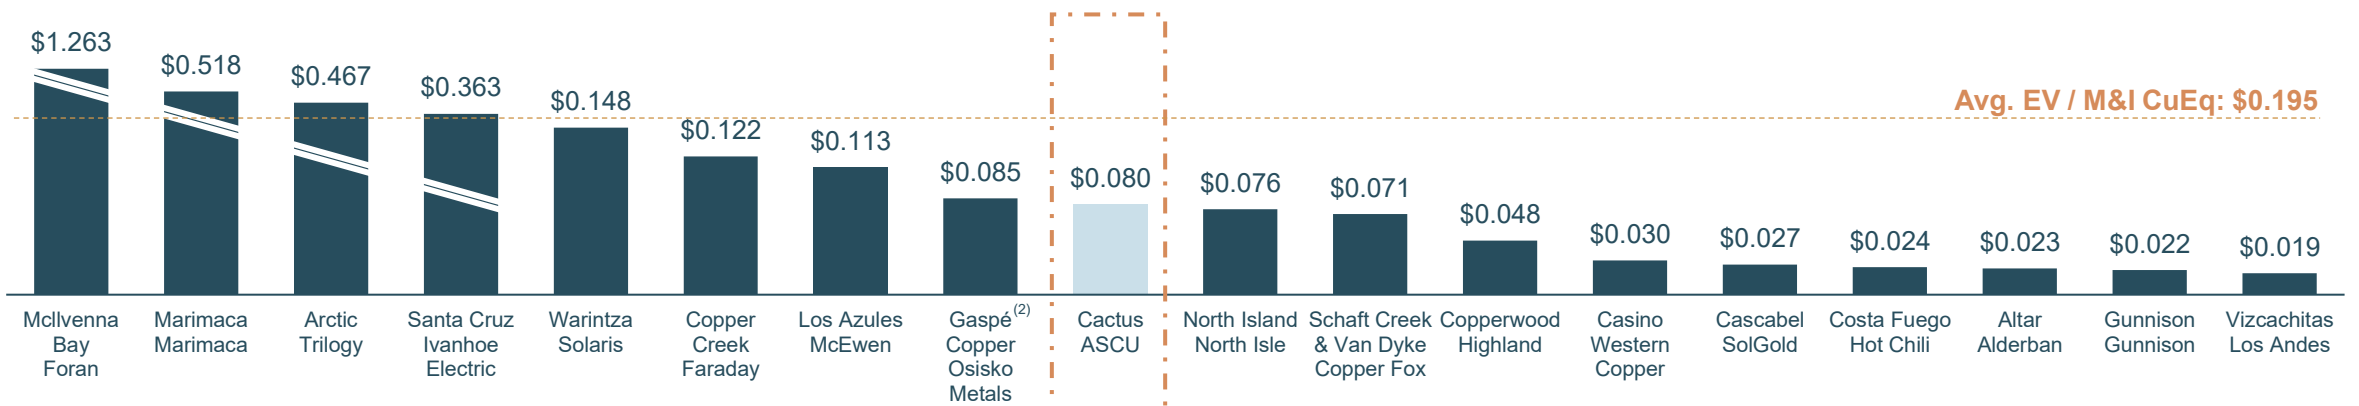 $1.263
$0.518
$0.467
$0.363
$0.148
$0.122
$0.113
$0.085
$0.080
$0.076
$0.071
$0.048
$0.030
$0.027
$0.024
$0.023
$0.022
$0.019
Avg. EV / M&I CuEq: $0.195
McIlvenna
Bay
Foran
Marimaca
Marimaca
Arctic
Trilogy
Santa Cruz
Ivanhoe
Electric
Warintza
Solaris
Copper
Creek
Faraday
Los Azules
McEwen
Gaspé(2)
Copper
Osisko
Metals
Cactus
ASCU
North Island
North Isle
Schaft Creek
& Van Dyke
Copper Fox
Copperwood
Highland
Casino
Western
Copper
Cascabel
SolGold
Costa Fuego
Hot Chili
Altar
Alderban
Gunnison
Gunnison
Vizcachitas
Los Andes